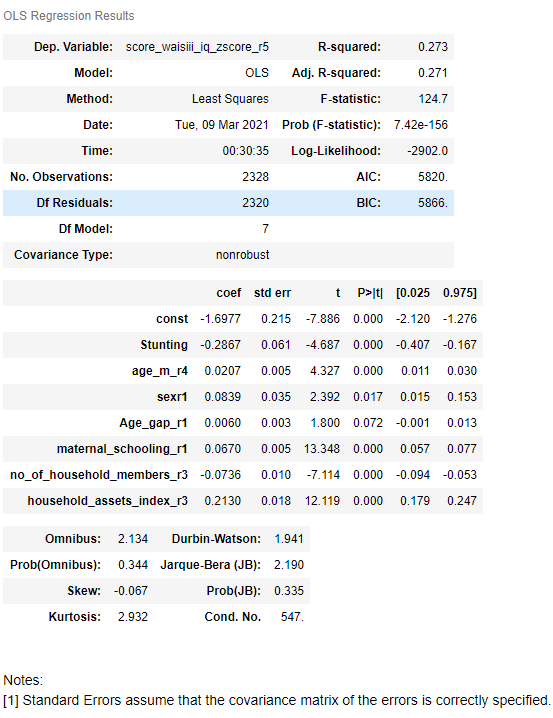 OLS Regression Results
Dep. Variable: score_waisiii_iq_zscore_r5 R-squared: 0.273
Model: OLS Adj. R-squared: 0.271
Method: Least Squares F-statistic: 124.7
Date: Tue, 09 Mar 2021 Prob (F-statistic): 7.42e-156
Time: 00:30:35 Log-Likelihood: -2902.0
No. Observations: 2328 AIC: 5820.
Df Residuals: 2320 BIC: 5866.
Df Model: 7
Covariance Type: nonrobust
coef std err t P>|t| [0.025 0.975]
const -1.6977 0.215 -7.886 0.000 -2.120 -1.276
Stunting -0.2867 0.061 -4.687 0.000 -0.407 -0.167
age_m_r4 0.0207 0.005 4.327 0.000 0.011 0.030
sexr1 0.0839 0.035 2.392 0.017 0.015 0.153
Age_gap_r1 0.0060 0.003 1.800 0.072 -0.001 0.013
maternal_schooling_r1 0.0670 0.005 13.348 0.000 0.057 0.077
no_of_household_members_r3 -0.0736 0.010 -7.114 0.000 -0.094 -0.053
household_assets_index_r3 0.2130 0.018 12.119 0.000 0.179 0.247
Omnibus: 2.134 Durbin-Watson: 1.941
Prob(Omnibus): 0.344 Jarque-Bera (JB): 2.190
Skew: -0.067 Prob(JB): 0.335
Kurtosis: 2.932 Cond. No. 547.
Notes:
[1] Standard Errors assume that the covariance matrix of the errors is correctly specified.